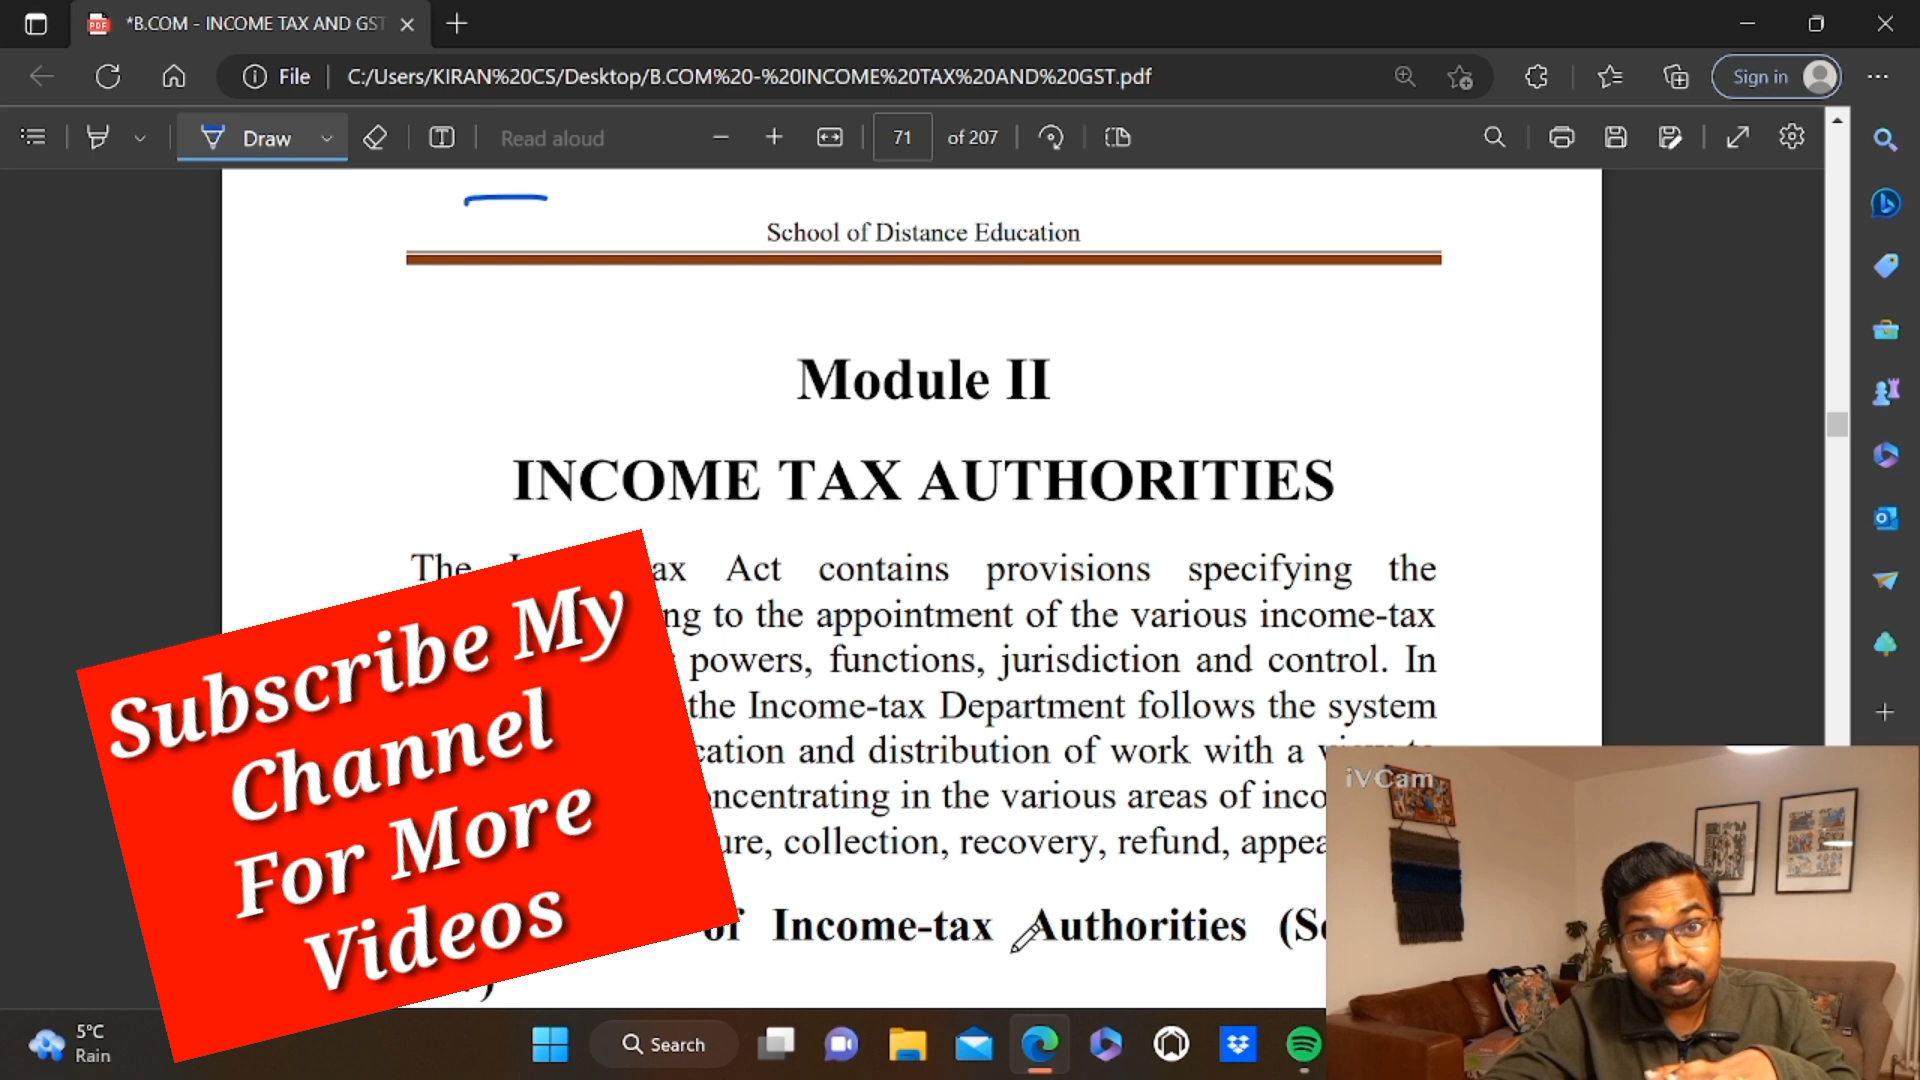 *B.COM - INCOME TAX AND GST
File
C:/Users/KIRAN%20CS/Desktop/B.COM%20-%20INCOME%20TAX%20AND%20GST.pdf
Sign in
Draw
Read aloud
71
of 207
School of Distance Education
Module II
INCOME TAX AUTHORITIES
The ax Act contains provisions specifying the
ng to the appointment of the various income-tax
powers, functions, jurisdiction and control. In
the Income-tax Department follows the system
cation and distribution of work with a
ncentrating in the various areas of inco
ure, collection, recovery, refund, appea
of Income-tax Authorities (Se
Subscribe My
Channel
For More
Videos
iVCam
5°C
Rain
Search